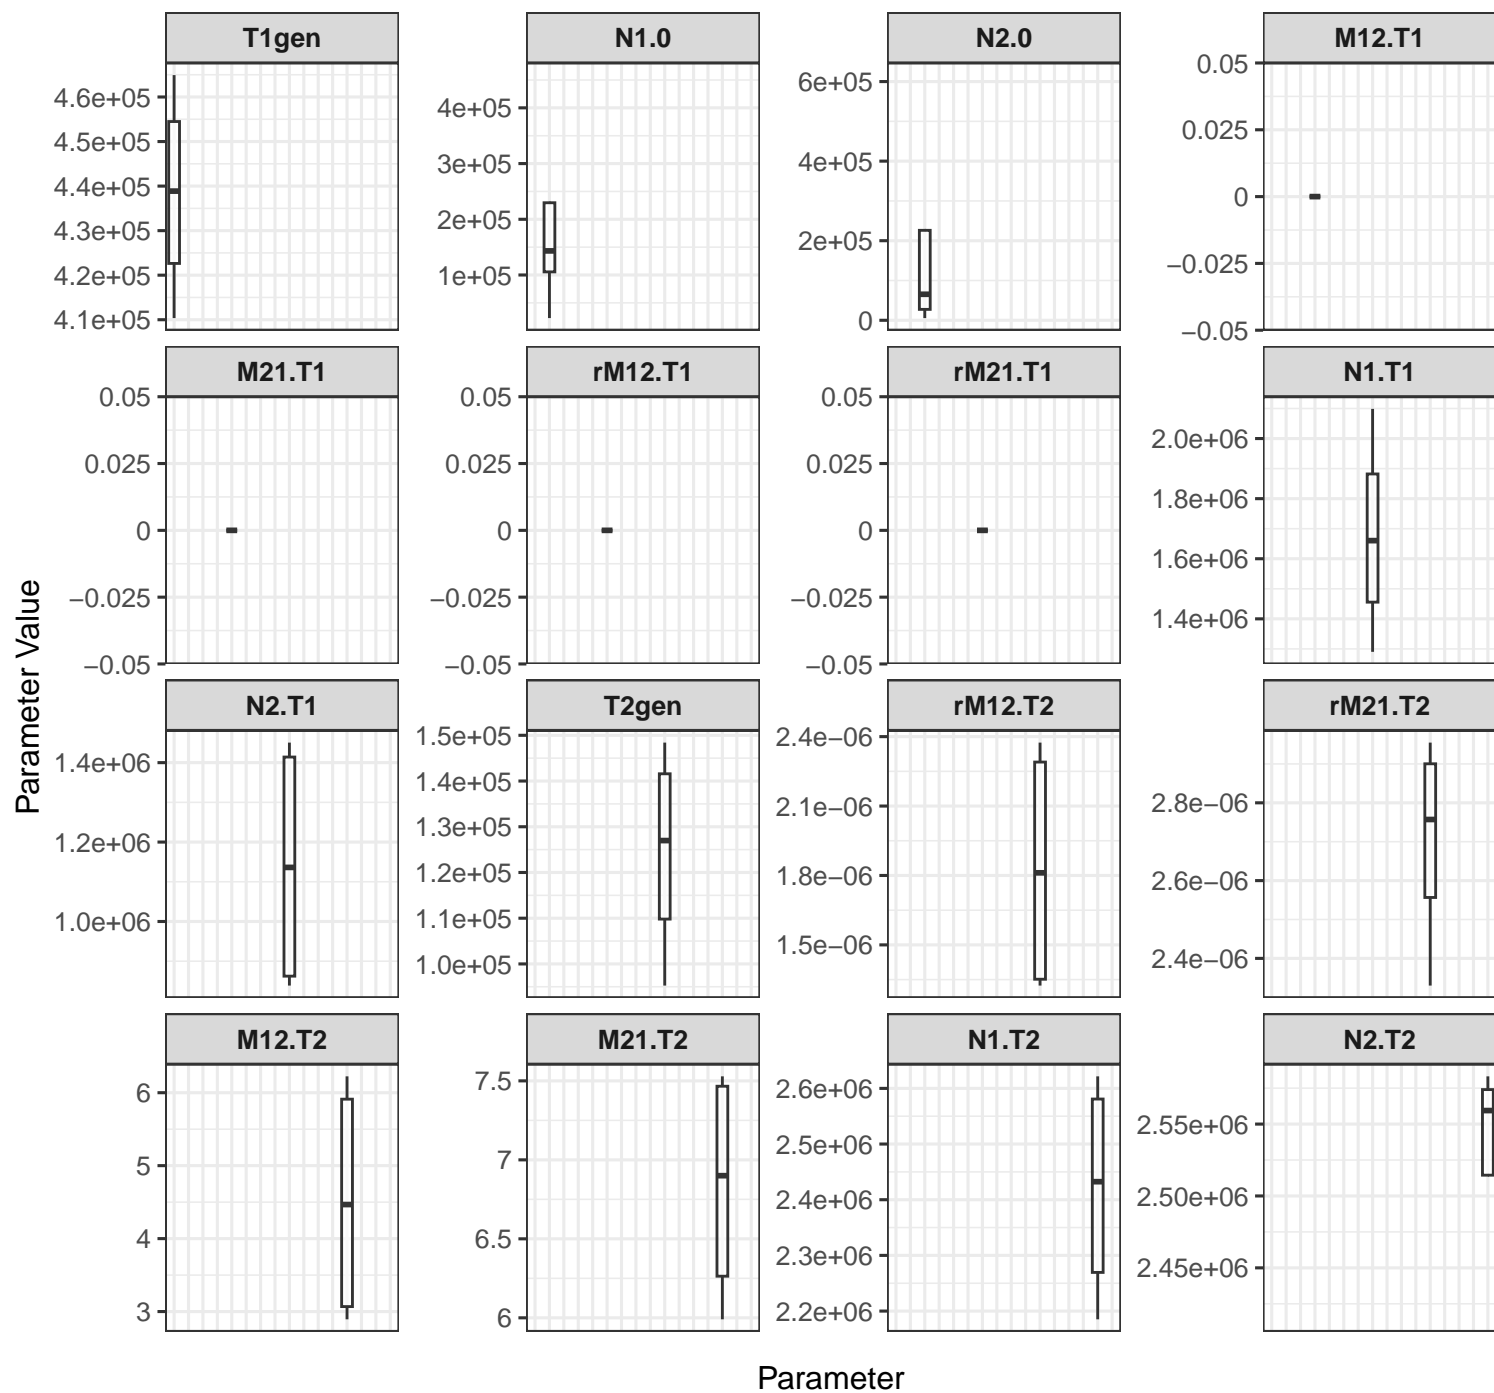 T1gen
N1.0
N2.0
M12.T1
4.6e+05
4.5e+05
4.4e+05
4.3e+05
4.2e+05
4.1e+05
4e+05
3e+05
2e+05
1e+05
6e+05
4e+05
2e+05
0
0.05
0.025
0
−0.025
−0.05
M21.T1
rM12.T1
rM21.T1
N1.T1
0.05
0.025
0
−0.025
−0.05
0.05
0.025
0
−0.025
−0.05
0.05
0.025
0
−0.025
−0.05
2.0e+06
1.8e+06
1.6e+06
1.4e+06
Parameter Value
N2.T1
T2gen
rM12.T2
rM21.T2
1.4e+06
1.2e+06
1.0e+06
1.5e+05
1.4e+05
1.3e+05
1.2e+05
1.1e+05
1.0e+05
2.4e−06
2.1e−06
1.8e−06
1.5e−06
2.8e−06
2.6e−06
2.4e−06
M12.T2
M21.T2
N1.T2
N2.T2
6
5
4
3
7.5
7
6.5
6
2.6e+06
2.5e+06
2.4e+06
2.3e+06
2.2e+06
2.55e+06
2.50e+06
2.45e+06
Parameter